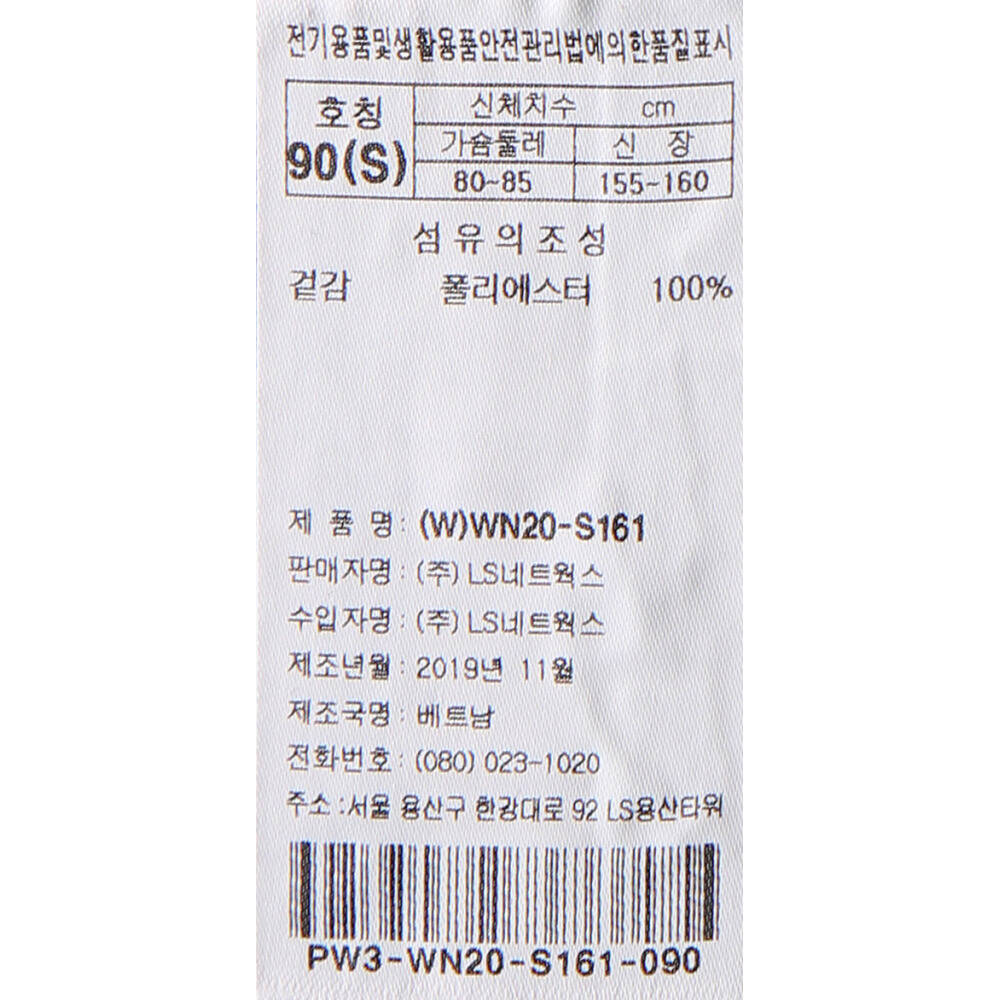 전기용품및생활용품안전관리법에의한품질표시
호칭 신체치수 cm
90(S) 가슴둘레 신 장
80~85 155~160
섬유의조성
겉감 폴리에스터 100%
제 품 명: (W)WN20-S161
판매자명: (주)LS네트웍스
수입자명: (주)LS네트웍스
제조년월: 2019년 11월
제조국명: 베트남
전화번호: (080) 023-1020
주소:서울 용산구 한강대로 92 LS용산타워
PW3-WN20-S161-090